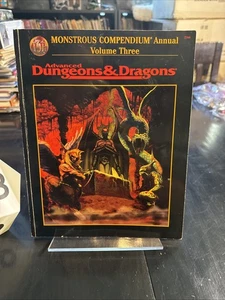 MONSTROUS COMPENDIUM® Annual
Volume Three
Advanced
Dungeons & Dragons